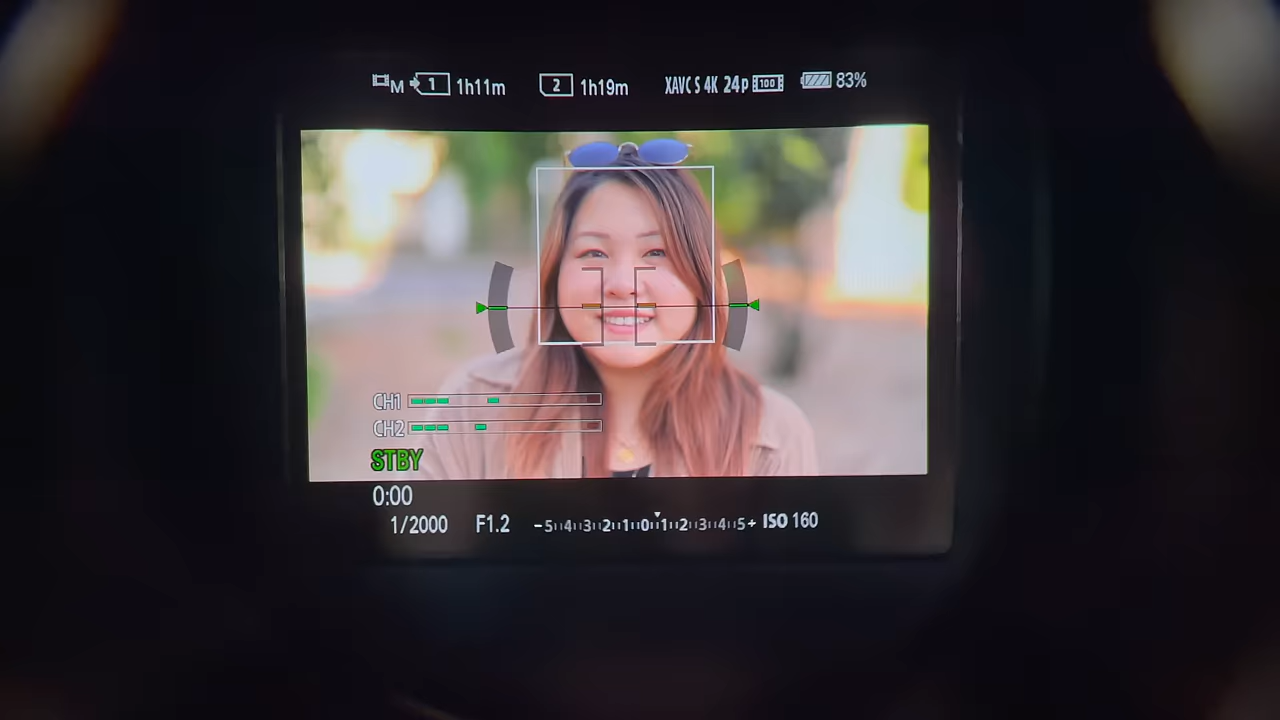 M 1 1h11m 2 1h19m XAVC S 4K 24p 100 83%
CH1
CH2
STBY
0:00
1/2000 F1.2 -5 4 3 2 1 0 1 2 3 4 5+ ISO 160